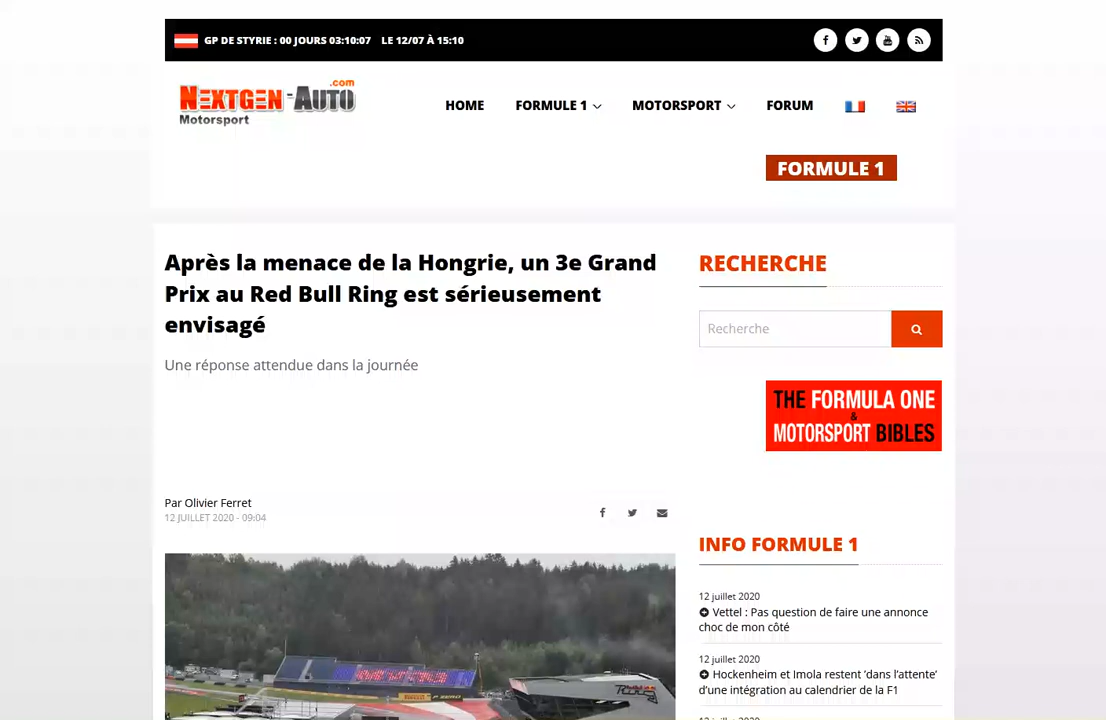 GP DE STYRIE : 00 JOURS 03:10:07 LE 12/07 À 15:10
NEXTGEN-AUTO.com
Motorsport
HOME FORMULE 1 MOTORSPORT FORUM
FORMULE 1
Après la menace de la Hongrie, un 3e Grand
Prix au Red Bull Ring est sérieusement
envisagé
Une réponse attendue dans la journée
Par Olivier Ferret
12 JUILLET 2020 - 09:04
RECHERCHE
Recherche
THE FORMULA ONE
&
MOTORSPORT BIBLES
INFO FORMULE 1
12 juillet 2020
Vettel : Pas question de faire une annonce
choc de mon côté
12 juillet 2020
Hockenheim et Imola restent ’dans l’attente’
d’une intégration au calendrier de la F1